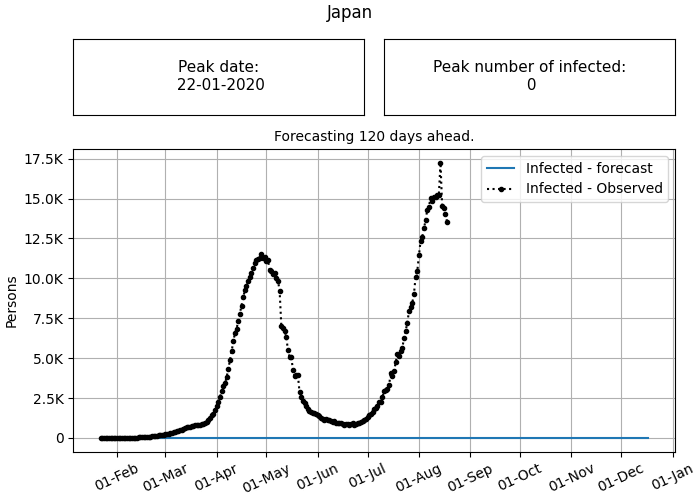 Japan
Peak date:
22-01-2020
Peak number of infected:
0
Forecasting 120 days ahead.
Infected - forecast
Infected - Observed
17.5K
15.0K
12.5K
10.0K
7.5K
5.0K
2.5K
0
Persons
01-Feb 01-Mar 01-Apr 01-May 01-Jun 01-Jul 01-Aug 01-Sep 01-Oct 01-Nov 01-Dec 01-Jan